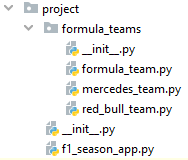 project
formula_teams
__init__.py
formula_team.py
mercedes_team.py
red_bull_team.py
__init__.py
f1_season_app.py